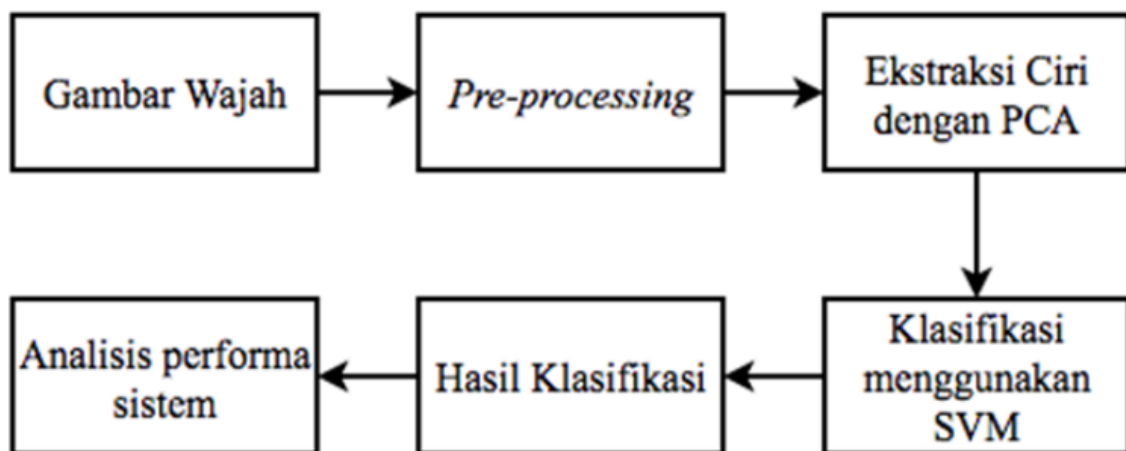 Gambar Wajah
Pre-processing
Ekstraksi Ciri
dengan PCA
Klasifikasi
menggunakan
SVM
Hasil Klasifikasi
Analisis performa
sistem